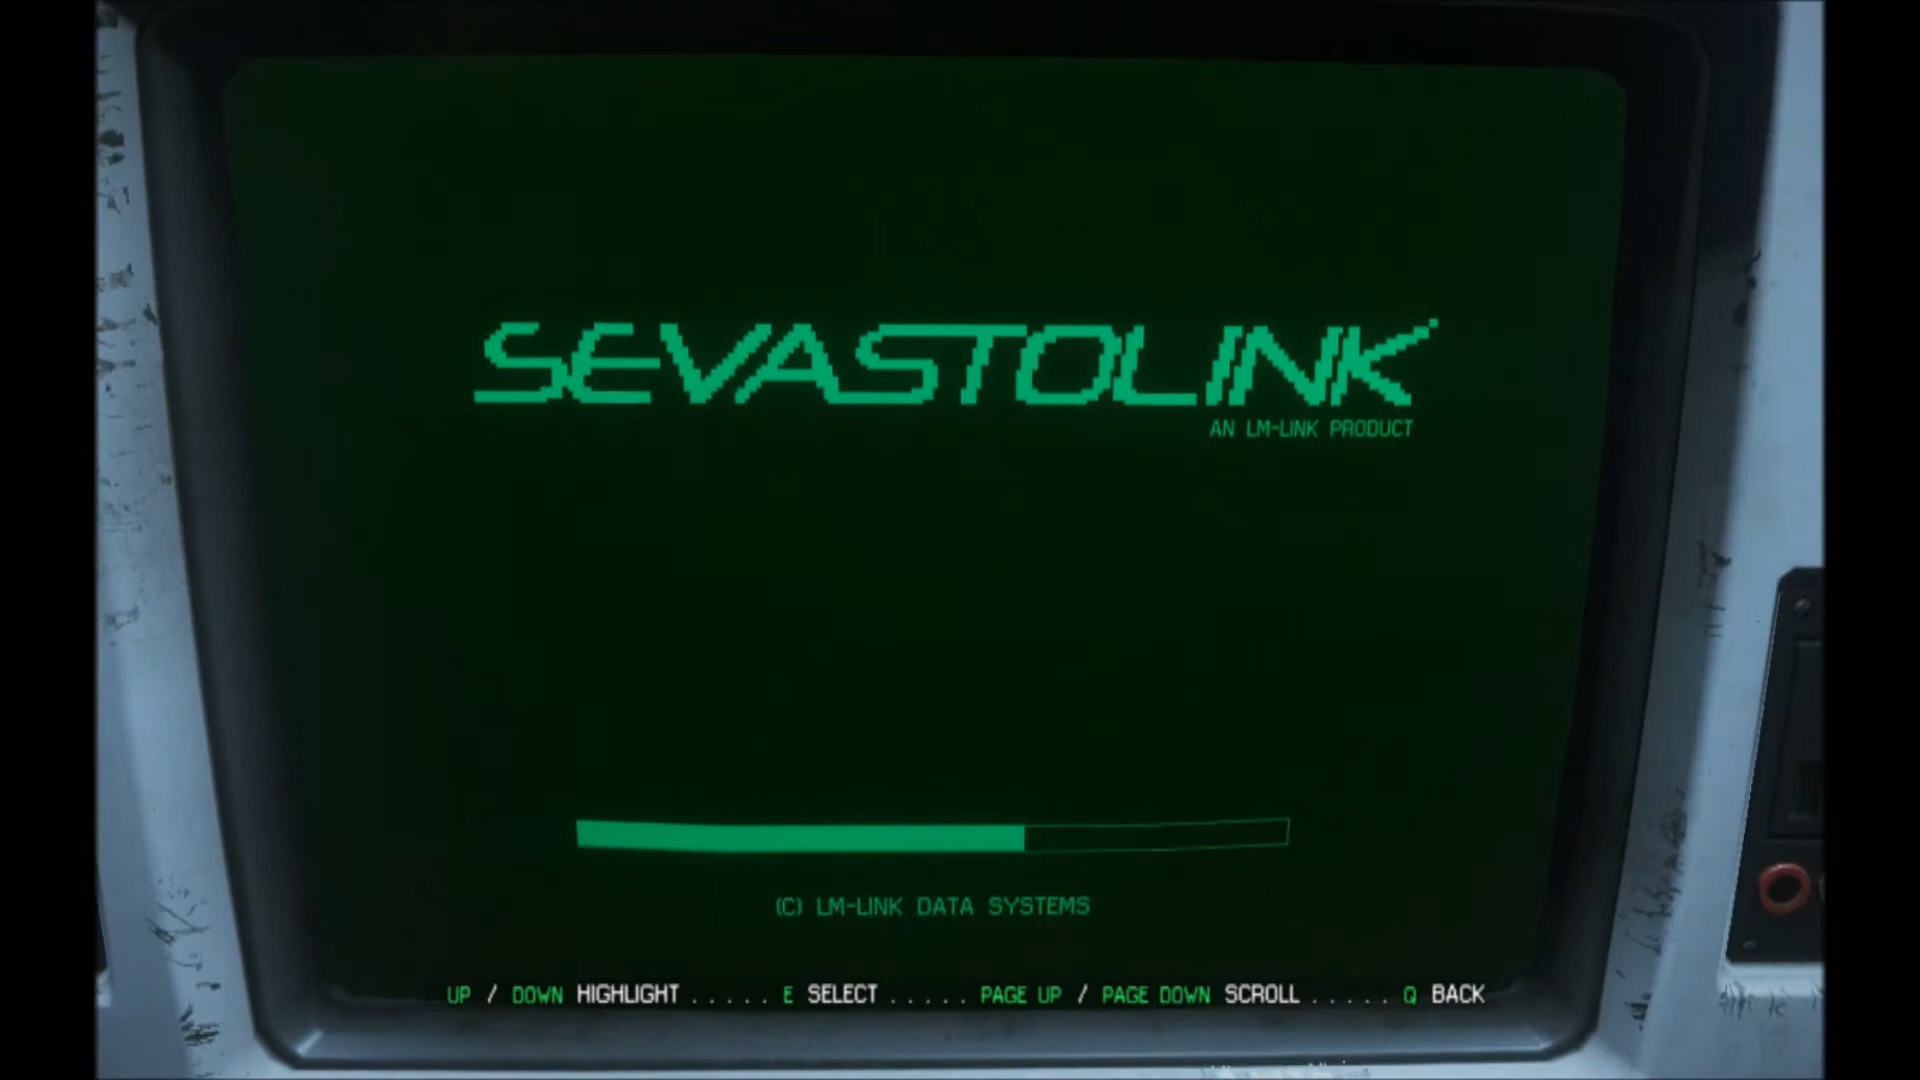 SEVASTOLINK
AN LM-LINK PRODUCT
(C) LM-LINK DATA SYSTEMS
UP / DOWN HIGHLIGHT ..... E SELECT ..... PAGE UP / PAGE DOWN SCROLL ..... Q BACK